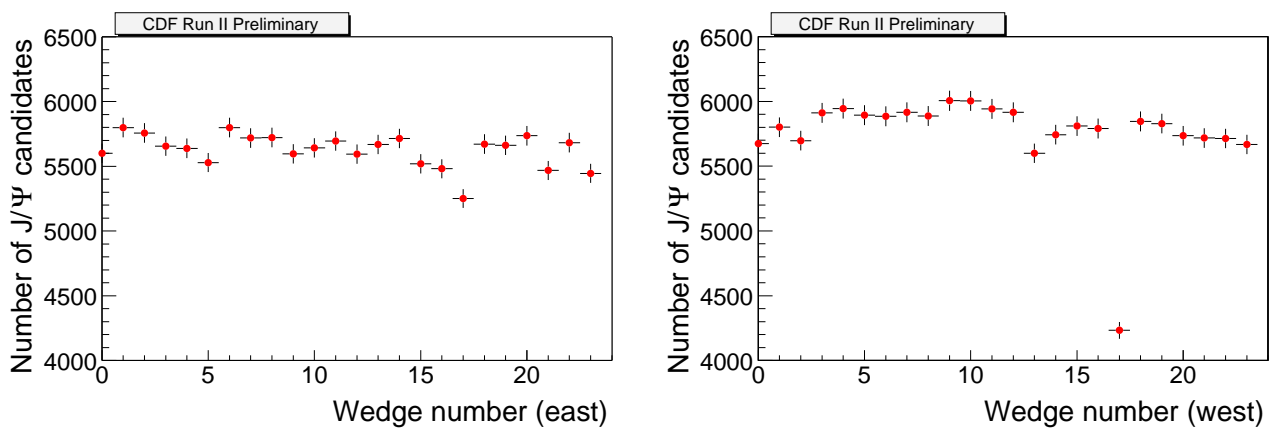 CDF Run II Preliminary
Number of J/Ψ candidates
6500
6000
5500
5000
4500
4000
0 5 10 15 20
Wedge number (east)
CDF Run II Preliminary
Number of J/Ψ candidates
6500
6000
5500
5000
4500
4000
0 5 10 15 20
Wedge number (west)